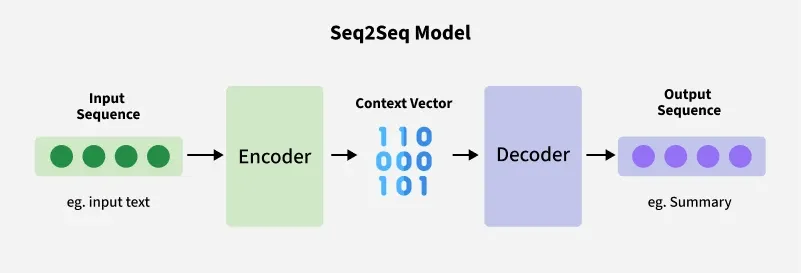 Seq2Seq Model
Input
Sequence
eg. input text
Encoder
Context Vector
110
000
101
Decoder
Output
Sequence
eg. Summary